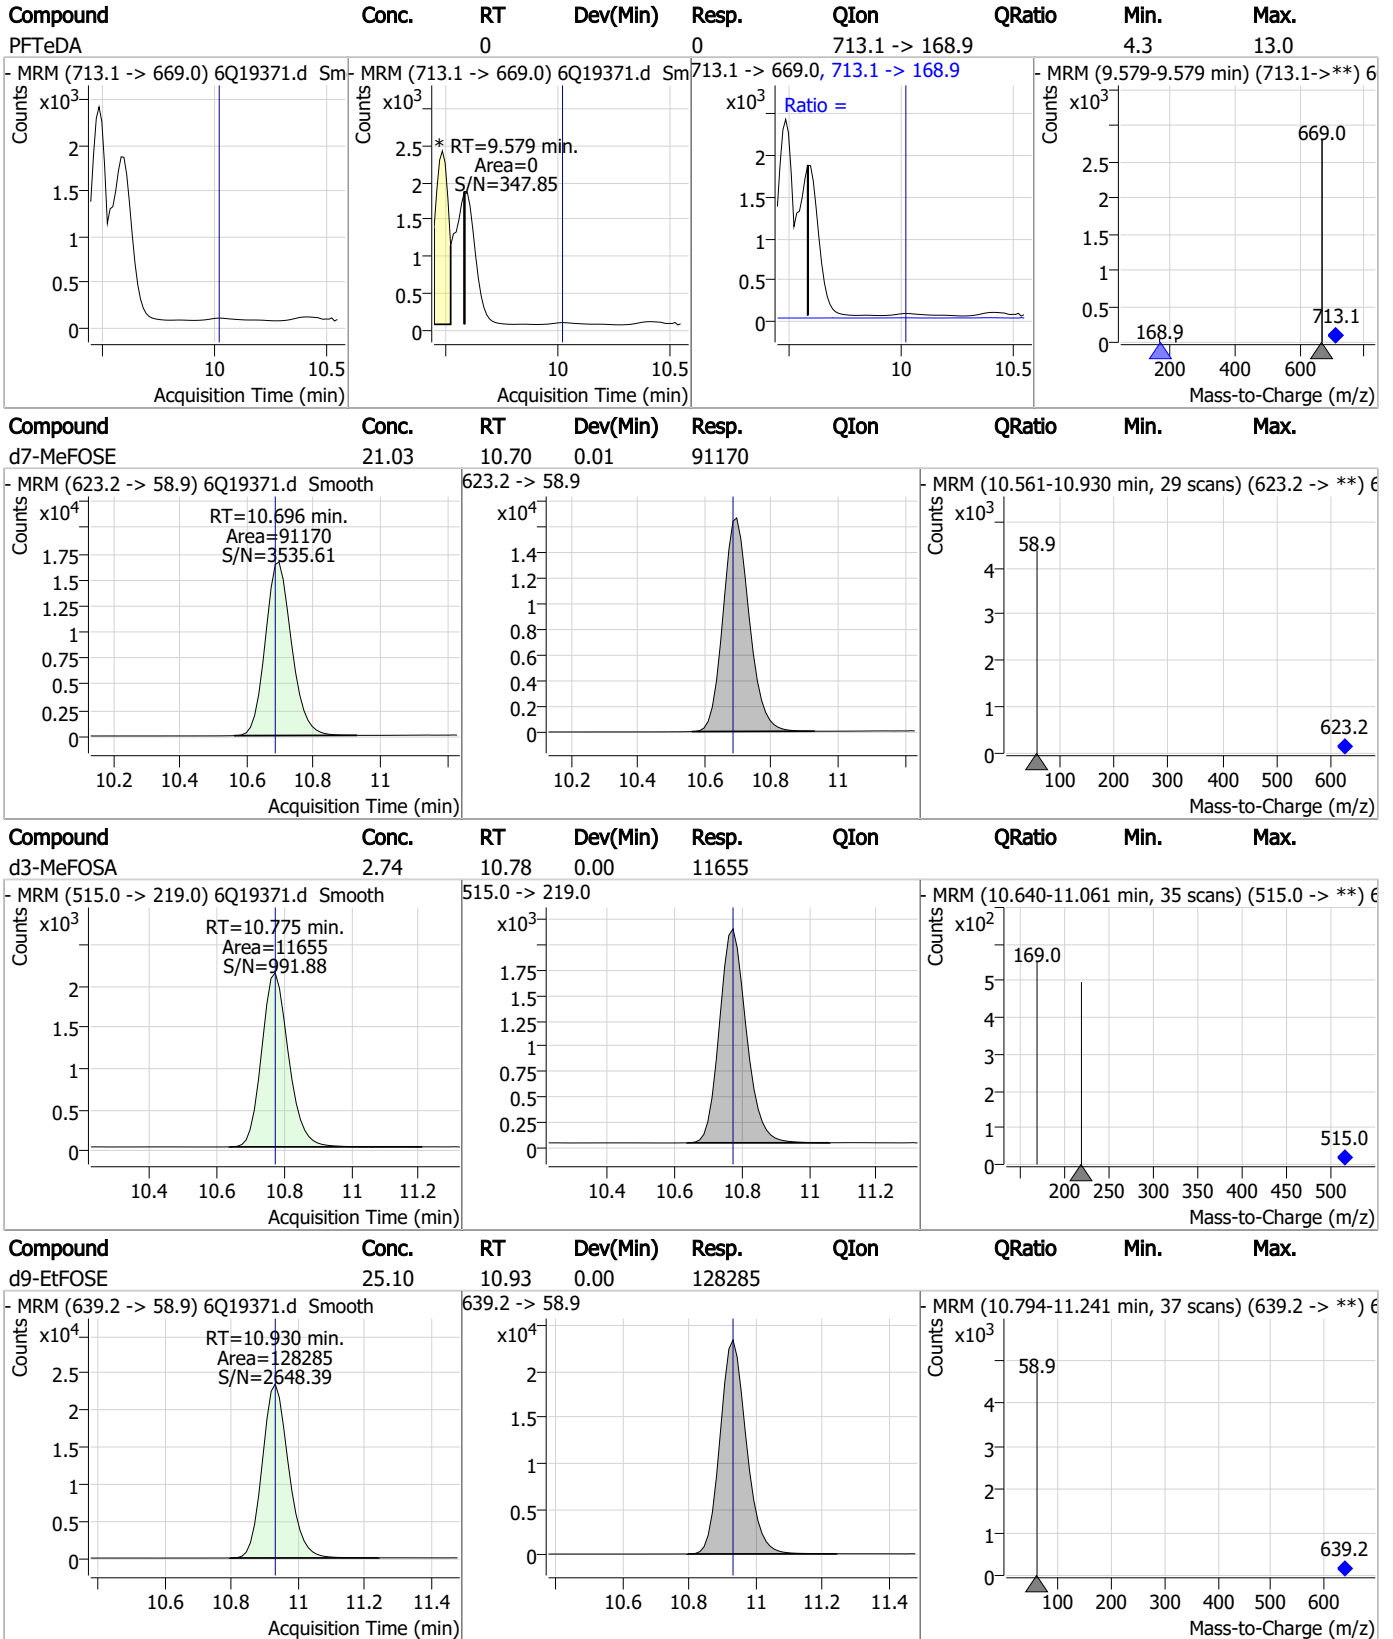 Compound Conc. RT Dev(Min) Resp. QIon QRatio Min. Max.
PFTeDA 0 0 713.1 -> 168.9 4.3 13.0
- MRM (713.1 -> 669.0) 6Q19371.d Sm
Counts
x10^3
2
1.5
1
0.5
0
10 10.5
Acquisition Time (min)
- MRM (713.1 -> 669.0) 6Q19371.d Sm
Counts
x10^3
* RT=9.579 min.
Area=0
S/N=347.85
2.5
2
1.5
1
0.5
0
10 10.5
Acquisition Time (min)
713.1 -> 669.0, 713.1 -> 168.9
x10^3
Ratio =
2
1.5
1
0.5
0
10 10.5
Acquisition Time (min)
- MRM (9.579-9.579 min) (713.1->**) 6
Counts
x10^3
669.0
2.5
2
1.5
1
0.5
0
168.9
713.1
200 400 600
Mass-to-Charge (m/z)
Compound Conc. RT Dev(Min) Resp. QIon QRatio Min. Max.
d7-MeFOSE 21.03 10.70 0.01 91170
- MRM (623.2 -> 58.9) 6Q19371.d Smooth
Counts
x10^4
RT=10.696 min.
Area=91170
S/N=3535.61
1.75
1.5
1.25
1
0.75
0.5
0.25
0
10.2 10.4 10.6 10.8 11
Acquisition Time (min)
623.2 -> 58.9
x10^4
1.4
1.2
1
0.8
0.6
0.4
0.2
0
10.2 10.4 10.6 10.8 11
Acquisition Time (min)
- MRM (10.561-10.930 min, 29 scans) (623.2 -> **) 6
Counts
x10^3
58.9
4
3
2
1
0
623.2
100 200 300 400 500 600
Mass-to-Charge (m/z)
Compound Conc. RT Dev(Min) Resp. QIon QRatio Min. Max.
d3-MeFOSA 2.74 10.78 0.00 11655
- MRM (515.0 -> 219.0) 6Q19371.d Smooth
Counts
x10^3
RT=10.775 min.
Area=11655
S/N=991.88
2
1.5
1
0.5
0
10.4 10.6 10.8 11 11.2
Acquisition Time (min)
515.0 -> 219.0
x10^3
1.75
1.5
1.25
1
0.75
0.5
0.25
0
10.4 10.6 10.8 11 11.2
Acquisition Time (min)
- MRM (10.640-11.061 min, 35 scans) (515.0 -> **) 6
Counts
x10^2
169.0
5
4
3
2
1
0
515.0
200 250 300 350 400 450 500
Mass-to-Charge (m/z)
Compound Conc. RT Dev(Min) Resp. QIon QRatio Min. Max.
d9-EtFOSE 25.10 10.93 0.00 128285
- MRM (639.2 -> 58.9) 6Q19371.d Smooth
Counts
x10^4
RT=10.930 min.
Area=128285
S/N=2648.39
2.5
2
1.5
1
0.5
0
10.6 10.8 11 11.2 11.4
Acquisition Time (min)
639.2 -> 58.9
x10^4
2
1.5
1
0.5
0
10.6 10.8 11 11.2 11.4
Acquisition Time (min)
- MRM (10.794-11.241 min, 37 scans) (639.2 -> **) 6
Counts
x10^3
58.9
4
3
2
1
0
639.2
100 200 300 400 500 600
Mass-to-Charge (m/z)